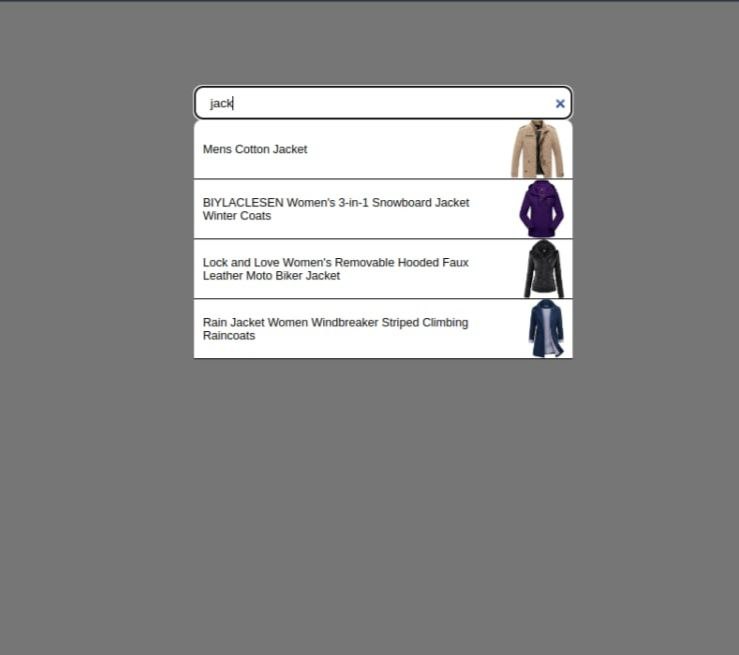 jack
Mens Cotton Jacket
BIYLACLESEN Women's 3-in-1 Snowboard Jacket
Winter Coats
Lock and Love Women's Removable Hooded Faux
Leather Moto Biker Jacket
Rain Jacket Women Windbreaker Striped Climbing
Raincoats